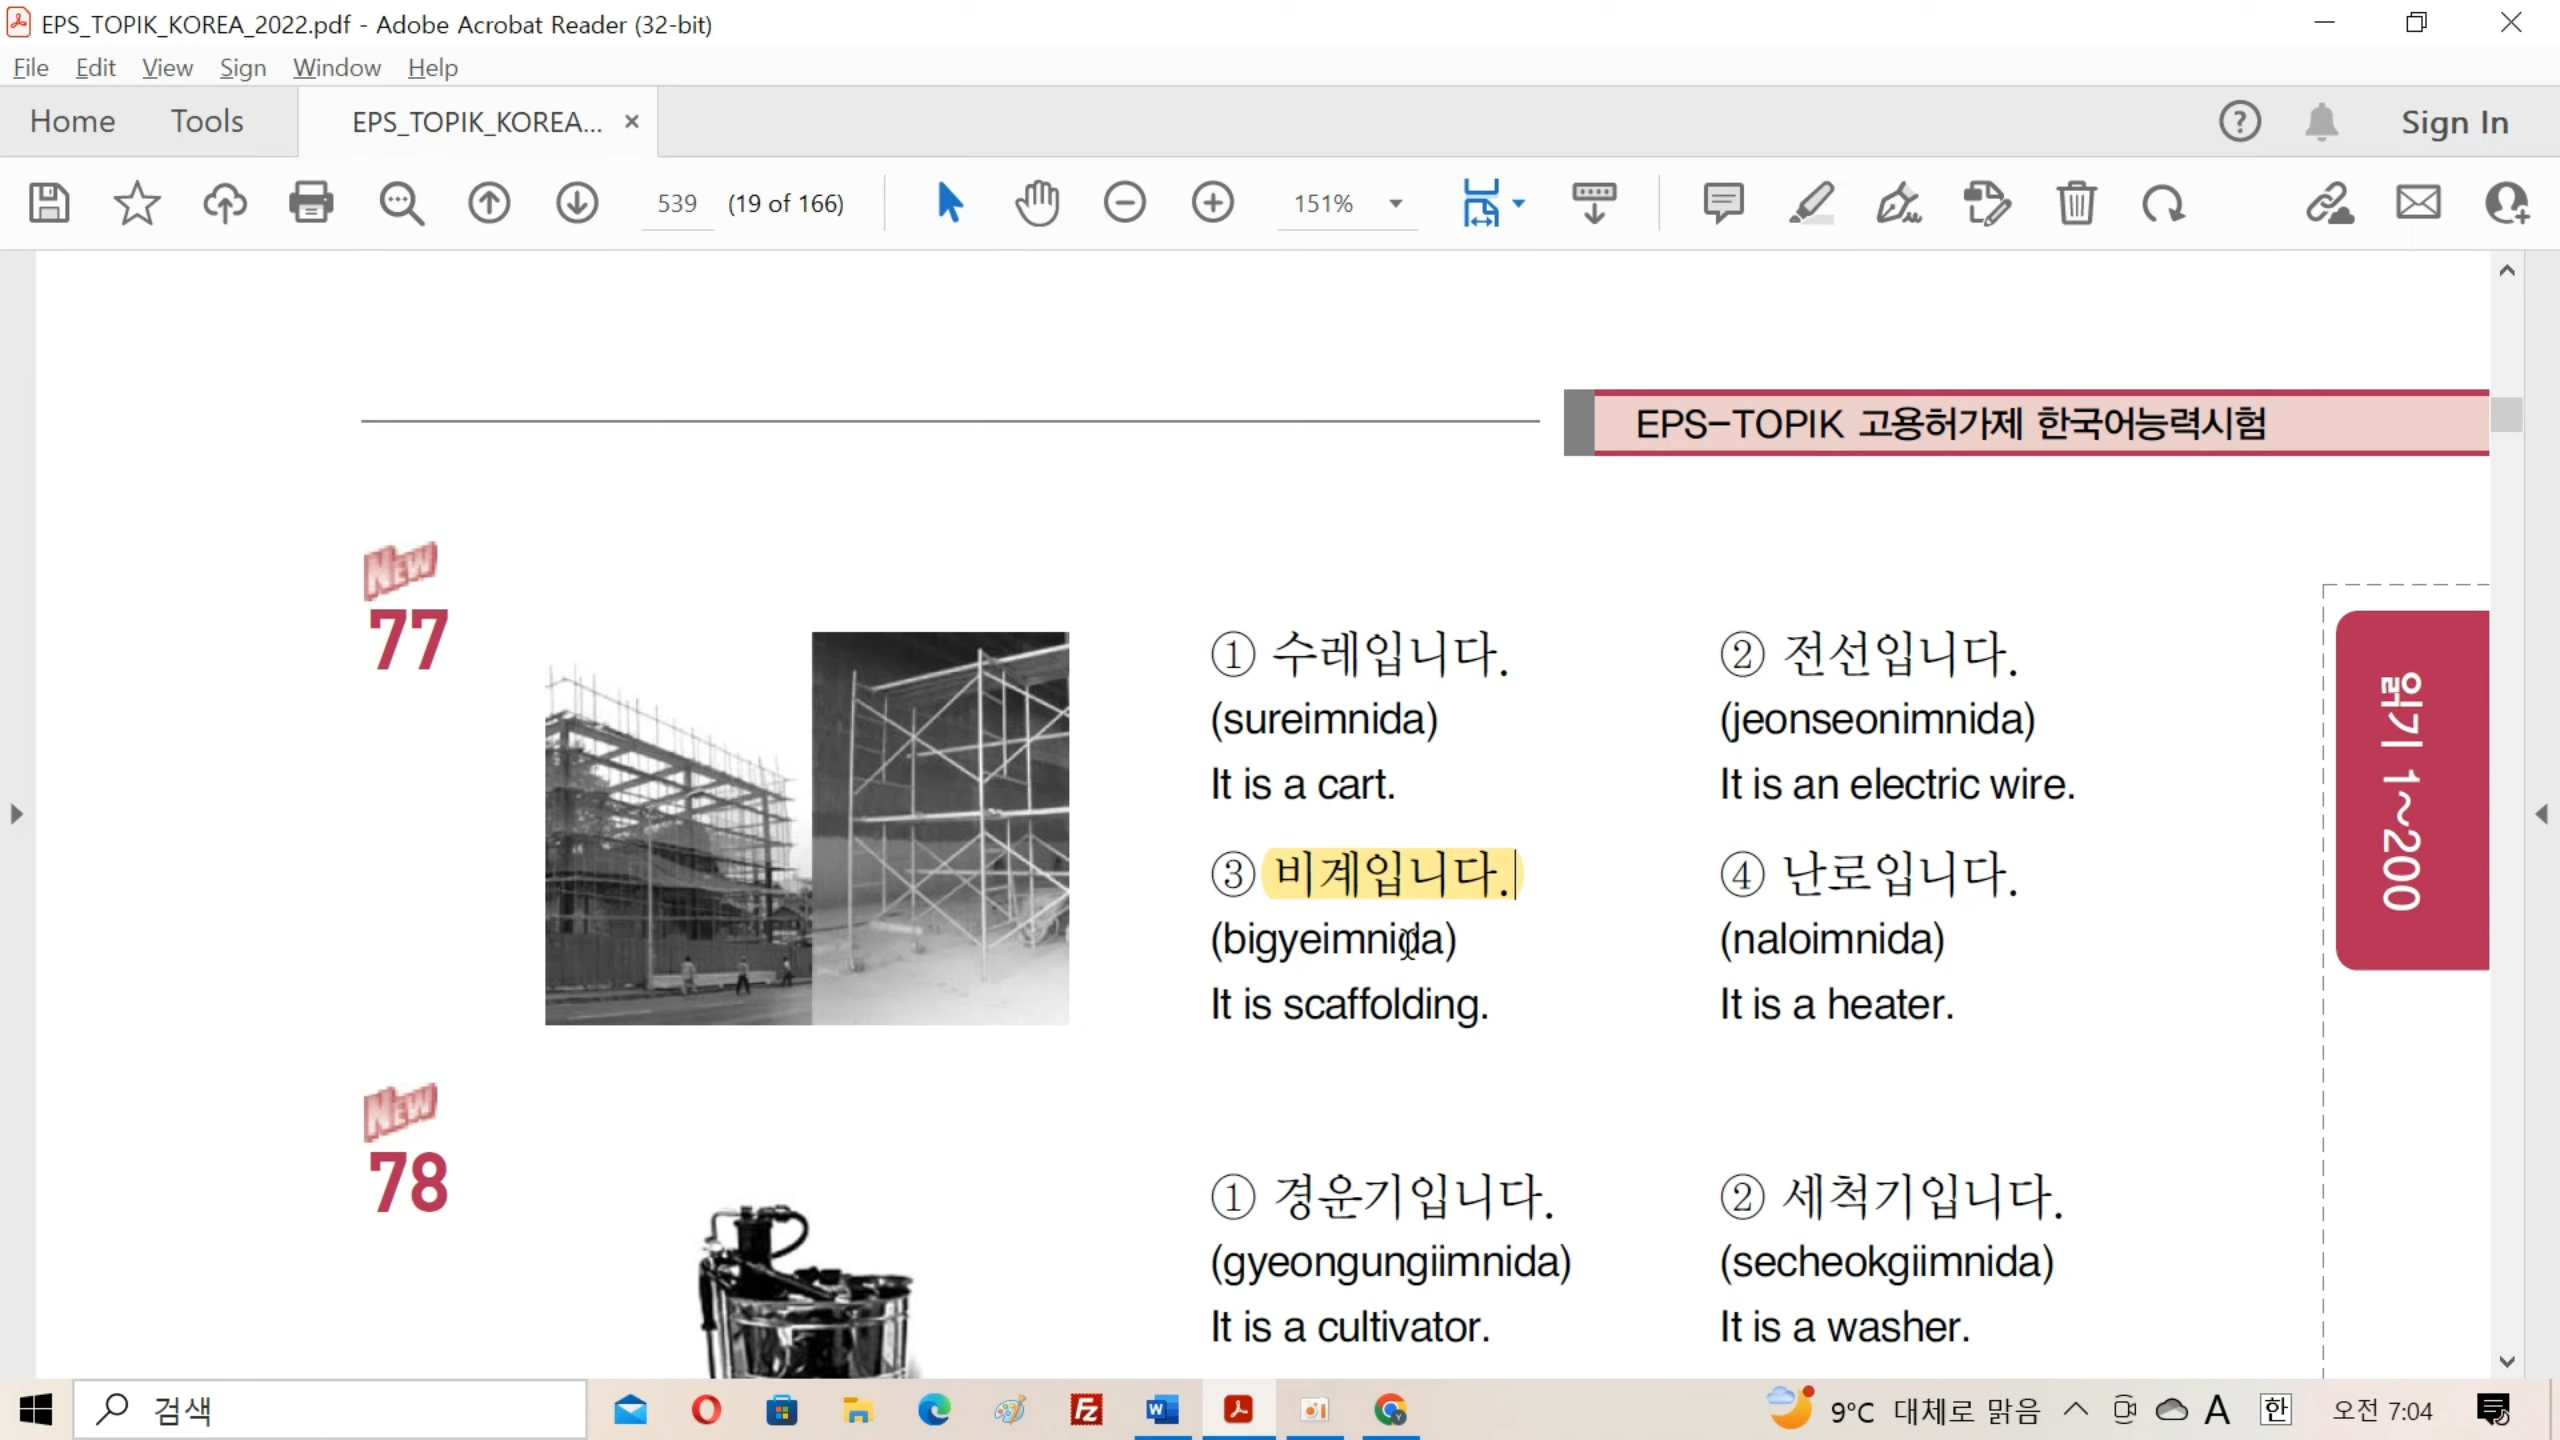 EPS_TOPIK_KOREA_2022.pdf - Adobe Acrobat Reader (32-bit)
File Edit View Sign Window Help
Home Tools EPS_TOPIK_KOREA... × Sign In
539 (19 of 166) 151%
EPS-TOPIK 고용허가제 한국어능력시험
NEW
77
① 수레입니다. ② 전선입니다.
(sureimnida) (jeonseonimnida)
It is a cart. It is an electric wire.
③ 비계입니다. ④ 난로입니다.
(bigyeimnida) (naloimnida)
It is scaffolding. It is a heater.
읽기 1~200
NEW
78
① 경운기입니다. ② 세척기입니다.
(gyeongungiimnida) (secheokgiimnida)
It is a cultivator. It is a washer.
검색 9°C 대체로 맑음 A 한 오전 7:04